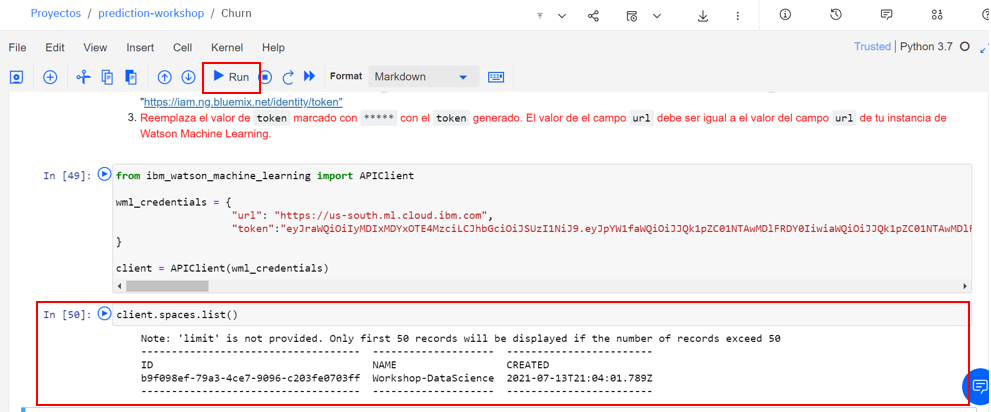 Proyectos / prediction-workshop / Churn
File Edit View Insert Cell Kernel Help
Trusted | Python 3.7
Run
Format Markdown
"https://iam.ng.bluemix.net/identity/token"
3. Reemplaza el valor de token marcado con ***** con el token generado. El valor de el campo url debe ser igual a el valor del campo url de tu instancia de
Watson Machine Learning.
In [49]: from ibm_watson_machine_learning import APIClient
wml_credentials = {
"url": "https://us-south.ml.cloud.ibm.com",
"token":"eyJraWQiOiIyMDIxMDYxOTE4MzciLCJhbGciOiJSUzI1NiJ9.eyJpYW1faWQiOiJJQk1pZC01NTAwMDlFRDY0IiwiaWQiOiJJQk1pZC01NTAwMDlF
}
client = APIClient(wml_credentials)
In [50]: client.spaces.list()
Note: 'limit' is not provided. Only first 50 records will be displayed if the number of records exceed 50
------------------------------------ -------------------- ------------------------
ID NAME CREATED
b9f098ef-79a3-4ce7-9096-c203fe0703ff Workshop-DataScience 2021-07-13T21:04:01.789Z
------------------------------------ -------------------- ------------------------